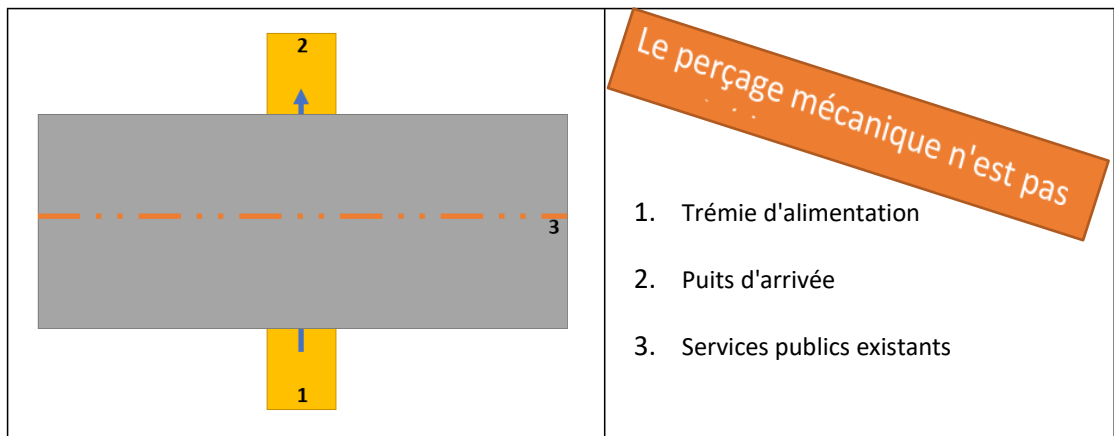 2
3
1
Le perçage mécanique n'est pas
1. Trémie d'alimentation
2. Puits d'arrivée
3. Services publics existants